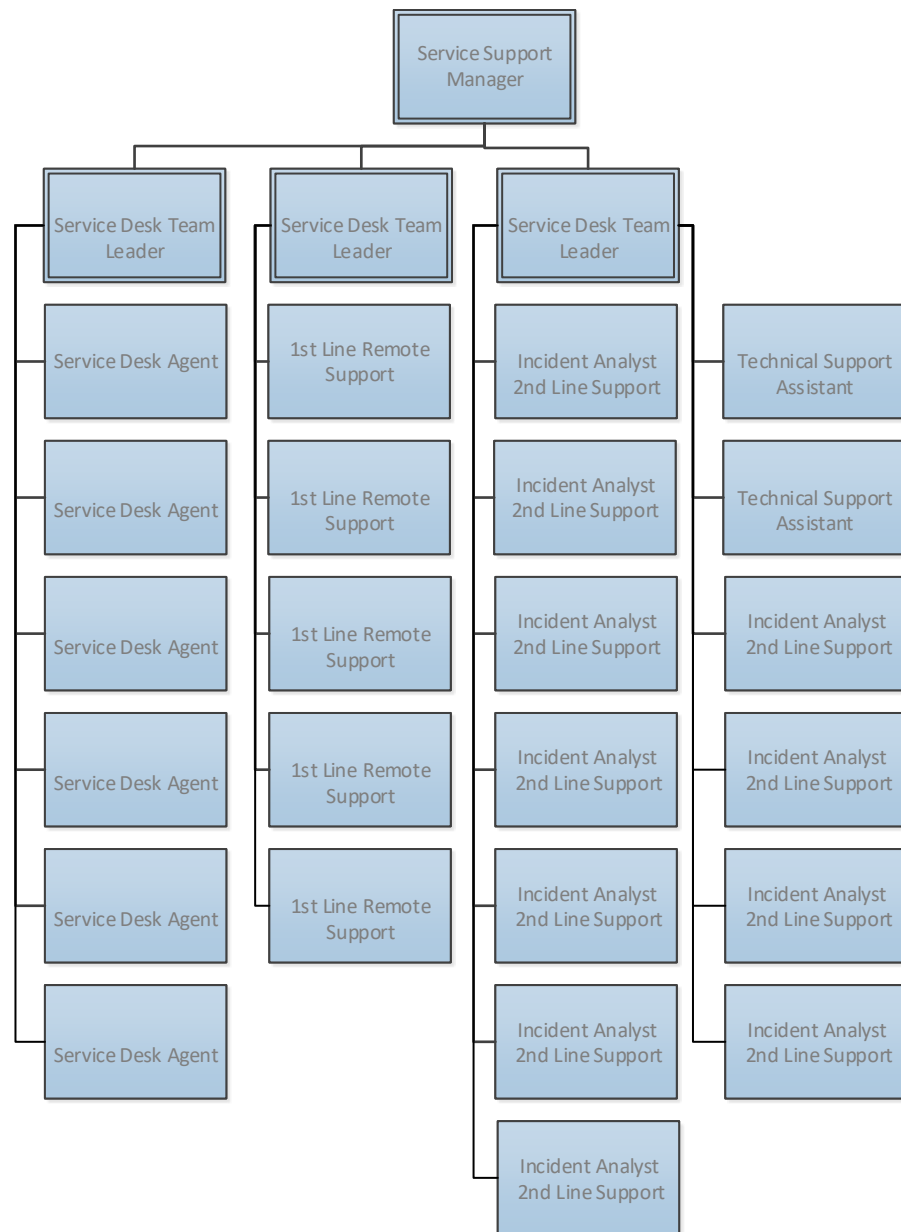 Service Support
Manager
Service Desk Team
Leader
Service Desk Team
Leader
Service Desk Team
Leader
Service Desk Agent
1st Line Remote
Support
Incident Analyst
2nd Line Support
Technical Support
Assistant
Service Desk Agent
1st Line Remote
Support
Incident Analyst
2nd Line Support
Technical Support
Assistant
Service Desk Agent
1st Line Remote
Support
Incident Analyst
2nd Line Support
Incident Analyst
2nd Line Support
Service Desk Agent
1st Line Remote
Support
Incident Analyst
2nd Line Support
Incident Analyst
2nd Line Support
Service Desk Agent
1st Line Remote
Support
Incident Analyst
2nd Line Support
Incident Analyst
2nd Line Support
Service Desk Agent
Incident Analyst
2nd Line Support
Incident Analyst
2nd Line Support
Incident Analyst
2nd Line Support